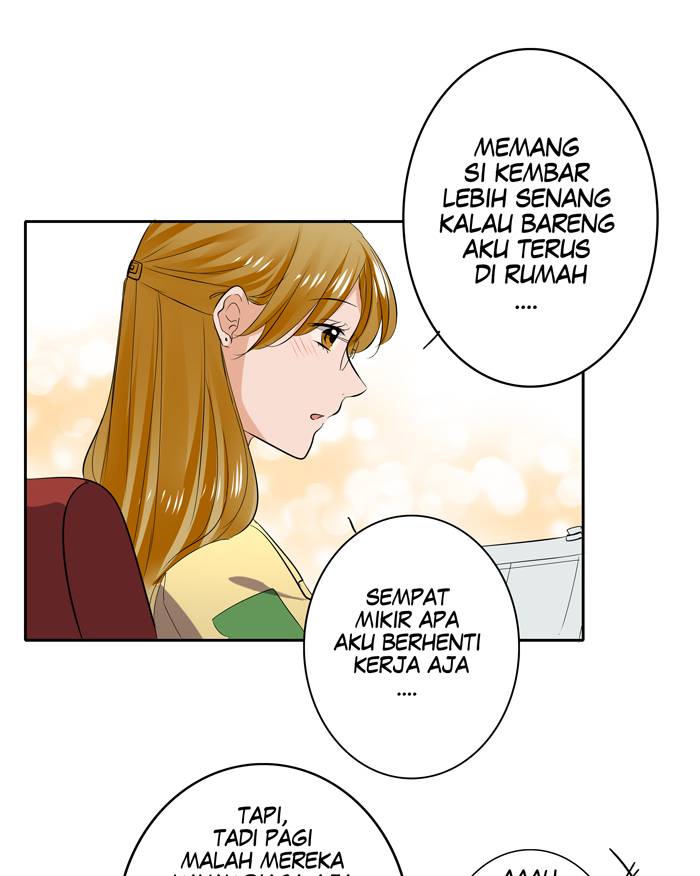 MEMANG
SI KEMBAR
LEBIH SENANG
KALAU BARENG
AKU TERUS
DI RUMAH
....
SEMPAT
MIKIR APA
AKU BERHENTI
KERJA AJA
....
TAPI,
TADI PAGI
MALAH MEREKA